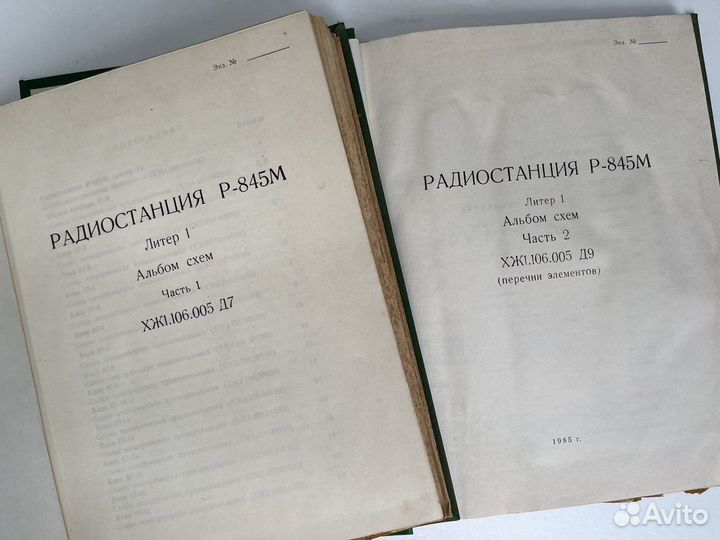 Экз. №
РАДИОСТАНЦИЯ Р-845М
Литер 1
Альбом схем
Часть 1
ХЖ1.106.005 Д7
Экз. №
РАДИОСТАНЦИЯ Р-845М
Литер 1
Альбом схем
Часть 2
ХЖ1.106.005 Д9
(перечни элементов)
1985 г.
Avito